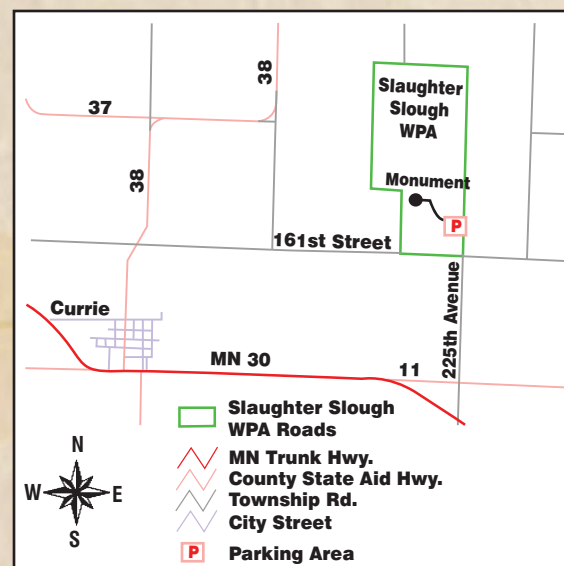 38
37
38
Slaughter
Slough
WPA
Monument
P
161st Street
225th Avenue
Currie
MN 30
11
Slaughter Slough
WPA Roads
MN Trunk Hwy.
County State Aid Hwy.
Township Rd.
City Street
P Parking Area
N
W E
S